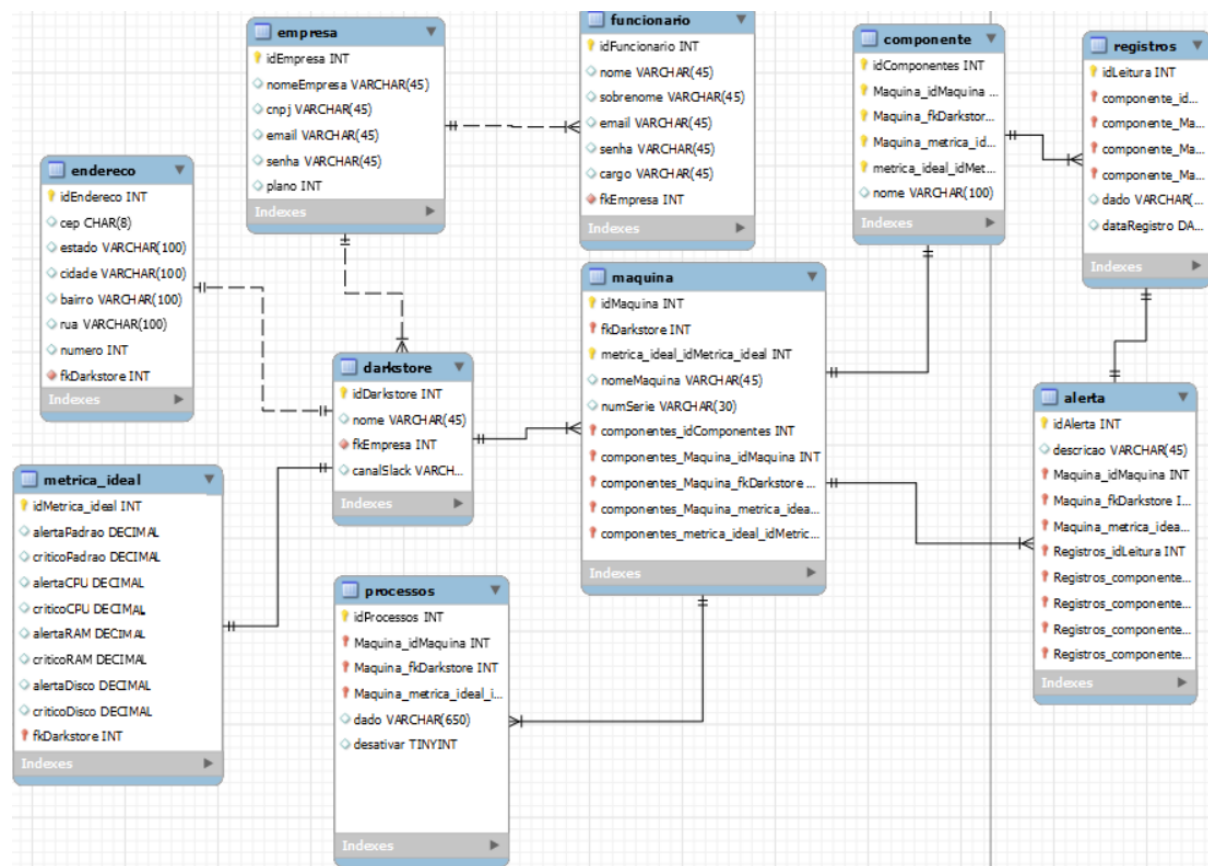 empresa
idEmpresa INT
nomeEmpresa VARCHAR(45)
cnpj VARCHAR(45)
email VARCHAR(45)
senha VARCHAR(45)
plano INT
Indexes
funcionario
idFuncionario INT
nome VARCHAR(45)
sobrenome VARCHAR(45)
email VARCHAR(45)
senha VARCHAR(45)
cargo VARCHAR(45)
fkEmpresa INT
Indexes
componente
idComponentes INT
Maquina_idMaquina ...
Maquina_fkDarkstor...
Maquina_metrica_id...
metrica_ideal_idMet...
nome VARCHAR(100)
Indexes
registros
idLeitura INT
componente_id...
componente_Ma...
componente_Ma...
componente_Ma...
dado VARCHAR(...
dataRegistro DA...
Indexes
endereco
idEndereco INT
cep CHAR(8)
estado VARCHAR(100)
cidade VARCHAR(100)
bairro VARCHAR(100)
rua VARCHAR(100)
numero INT
fkDarkstore INT
Indexes
darkstore
idDarkstore INT
nome VARCHAR(45)
fkEmpresa INT
canalSlack VARCH...
Indexes
maquina
idMaquina INT
fkDarkstore INT
metrica_ideal_idMetrica_ideal INT
nomeMaquina VARCHAR(45)
numSerie VARCHAR(30)
componentes_idComponentes INT
componentes_Maquina_idMaquina INT
componentes_Maquina_fkDarkstore ...
componentes_Maquina_metrica_idea...
componentes_metrica_ideal_idMetric...
Indexes
alerta
idAlerta INT
descricao VARCHAR(45)
Maquina_idMaquina INT
Maquina_fkDarkstore I...
Maquina_metrica_idea...
Registros_idLeitura INT
Registros_componente...
Registros_componente...
Registros_componente...
Registros_componente...
Indexes
metrica_ideal
idMetrica_ideal INT
alertaPadrao DECIMAL
criticoPadrao DECIMAL
alertaCPU DECIMAL
criticoCPU DECIMAL
alertaRAM DECIMAL
criticoRAM DECIMAL
alertaDisco DECIMAL
criticoDisco DECIMAL
fkDarkstore INT
Indexes
processos
idProcessos INT
Maquina_idMaquina INT
Maquina_fkDarkstore INT
Maquina_metrica_ideal_i...
dado VARCHAR(650)
desativar TINYINT
Indexes